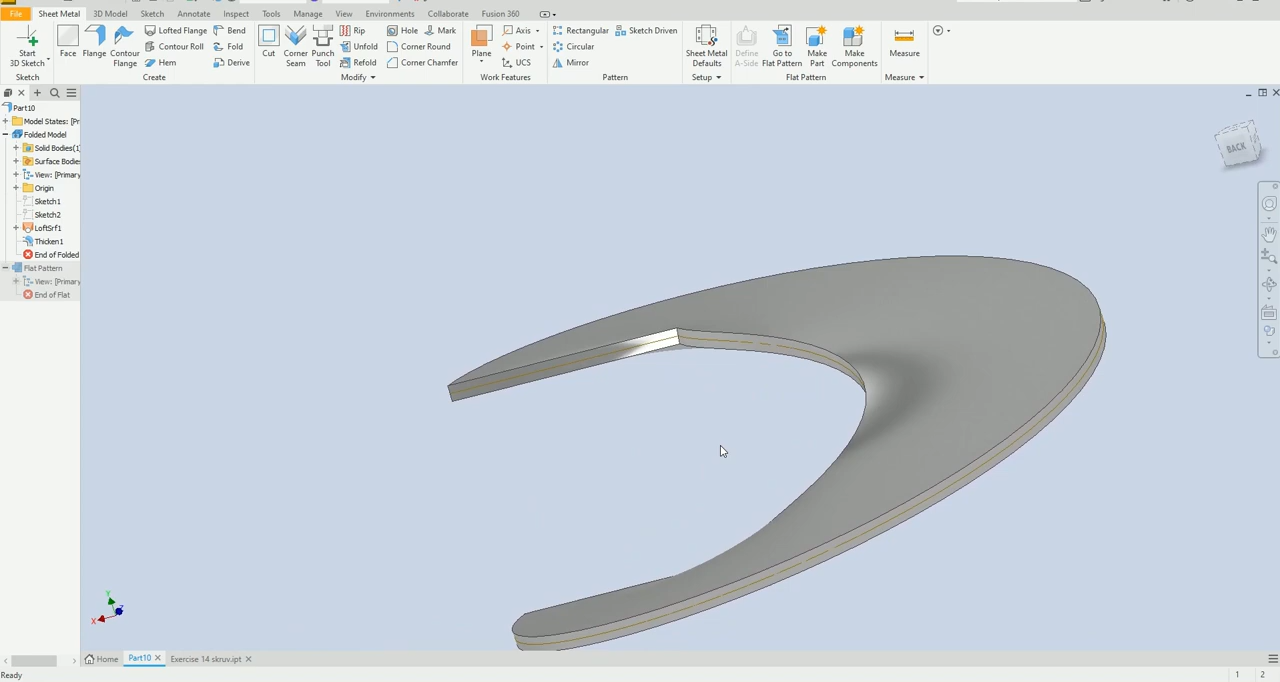 File Sheet Metal 3D Model Sketch Annotate Inspect Tools Manage View Environments Collaborate Fusion 360
Start
3D Sketch
Sketch
Face
Flange
Contour
Flange
Lofted Flange
Contour Roll
Hem
Bend
Fold
Derive
Create
Cut
Corner
Seam
Punch
Tool
Rip
Unfold
Refold
Hole
Mark
Corner Round
Corner Chamfer
Modify
Plane
Axis
Point
UCS
Work Features
Rectangular
Circular
Mirror
Sketch Driven
Pattern
Sheet Metal
Defaults
Setup
Define
A-Side
Go to
Flat Pattern
Make
Part
Make
Components
Flat Pattern
Measure
Measure
Part10
Model States: [Pr
Folded Model
Solid Bodies(1)
Surface Bodies
View: [Primary
Origin
Sketch1
Sketch2
LoftSrf1
Thicken1
End of Folded
Flat Pattern
View: [Primary
End of Flat
BACK
Y
X
Z
Home Part10 Exercise 14 skruv.ipt
Ready 1 2